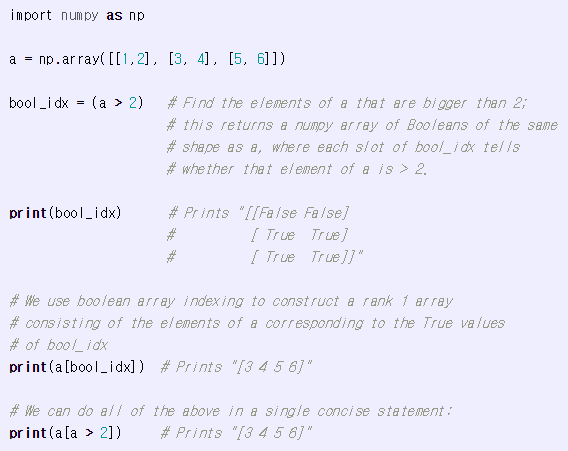 import numpy as np
a = np.array([[1,2], [3, 4], [5, 6]])
bool_idx = (a > 2)   # Find the elements of a that are bigger than 2;
# this returns a numpy array of Booleans of the same
# shape as a, where each slot of bool_idx tells
# whether that element of a is > 2.
print(bool_idx)      # Prints "[[False False]
#          [ True  True]
#          [ True  True]]"
# We use boolean array indexing to construct a rank 1 array
# consisting of the elements of a corresponding to the True values
# of bool_idx
print(a[bool_idx])  # Prints "[3 4 5 6]"
# We can do all of the above in a single concise statement:
print(a[a > 2])     # Prints "[3 4 5 6]"